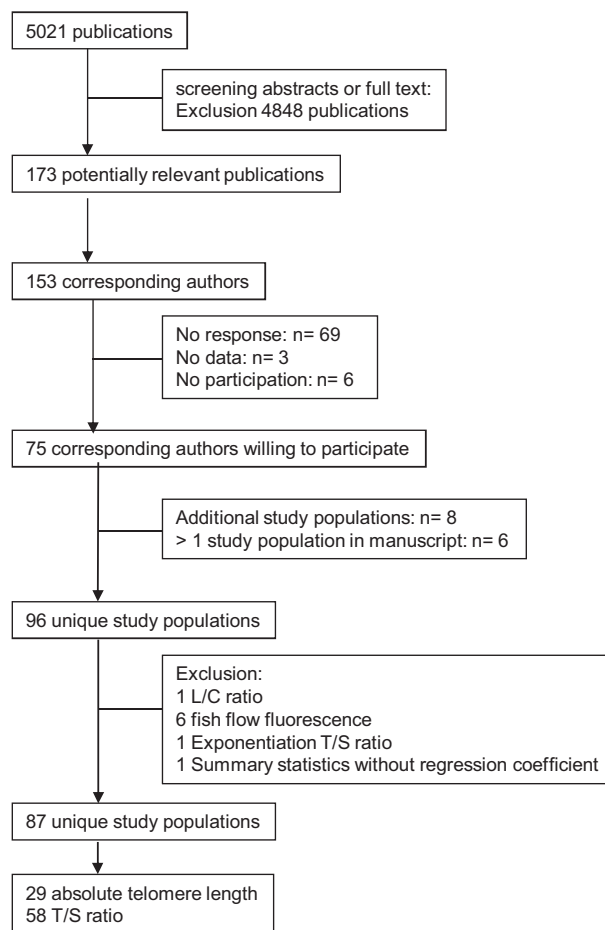 5021 publications
screening abstracts or full text:
Exclusion 4848 publications
173 potentially relevant publications
153 corresponding authors
No response: n= 69
No data: n= 3
No participation: n= 6
75 corresponding authors willing to participate
Additional study populations: n= 8
> 1 study population in manuscript: n= 6
96 unique study populations
Exclusion:
1 L/C ratio
6 fish flow fluorescence
1 Exponentiation T/S ratio
1 Summary statistics without regression coefficient
87 unique study populations
29 absolute telomere length
58 T/S ratio